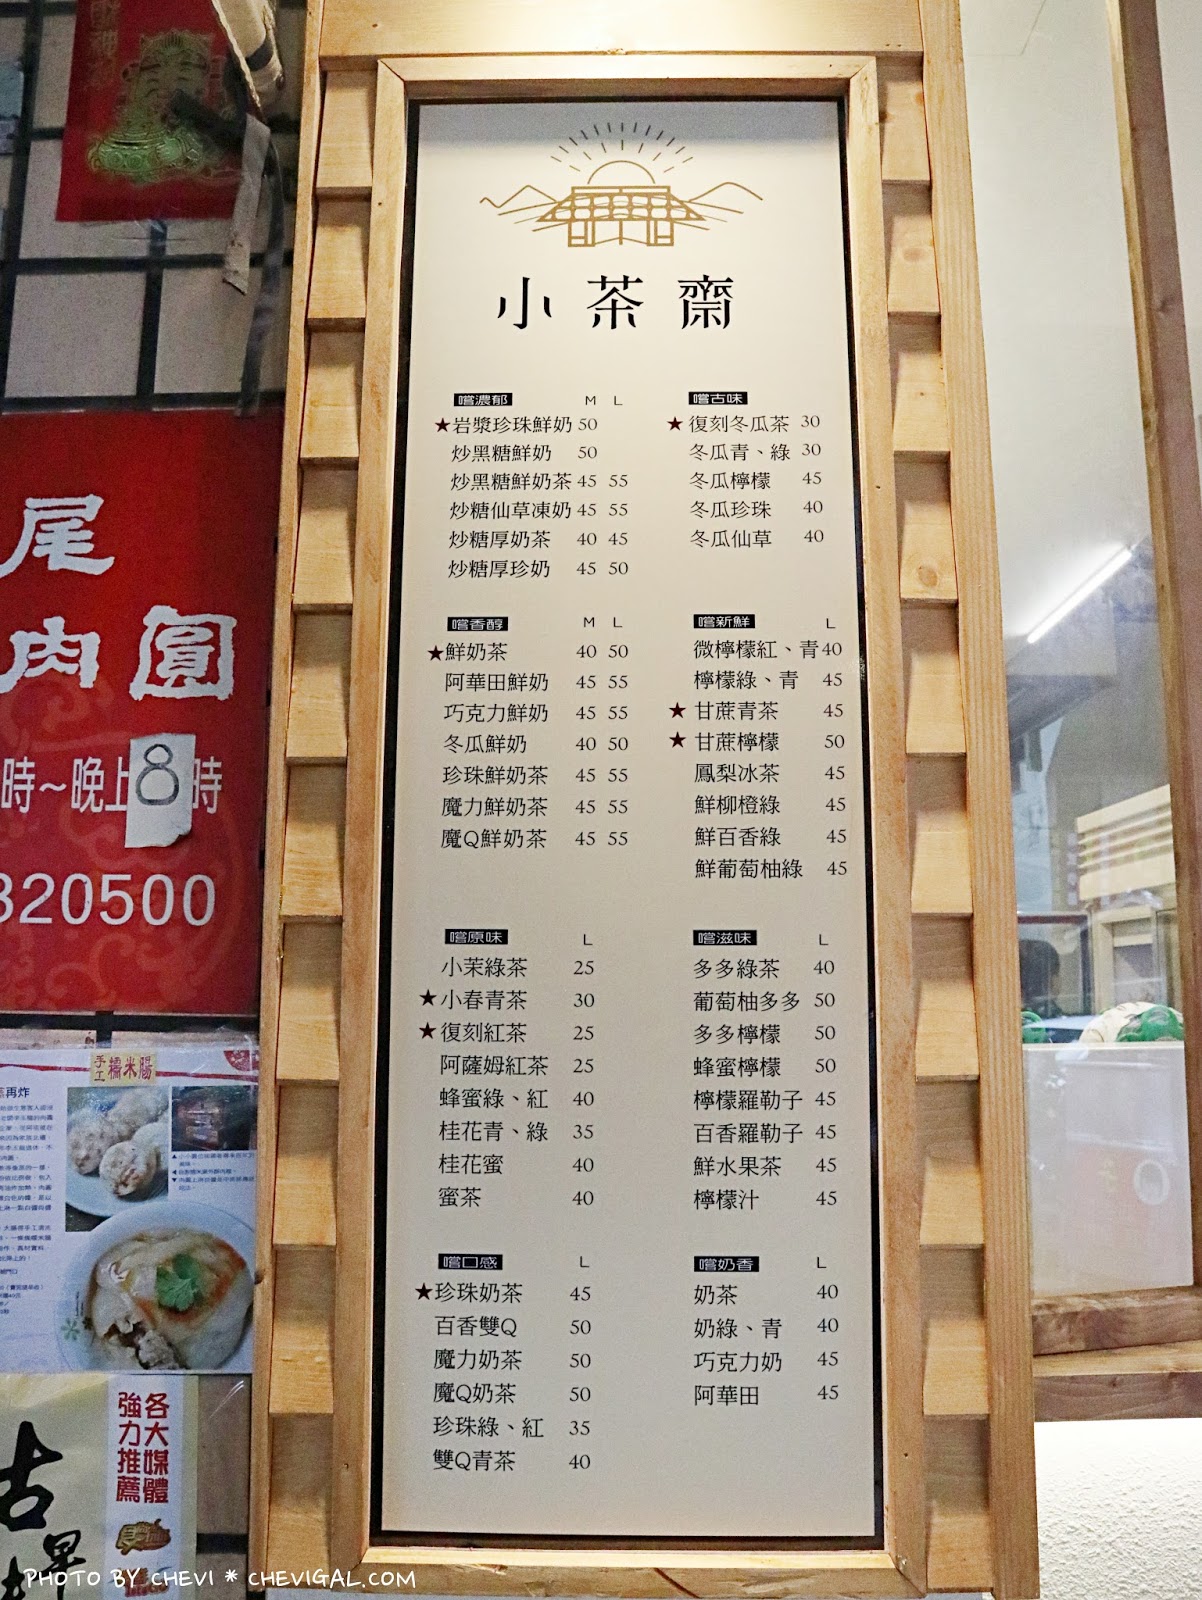 小茶齋
嚐濃郁 M L
★岩漿珍珠鮮奶 50
炒黑糖鮮奶 50
炒黑糖鮮奶茶 45 55
炒糖仙草凍奶 45 55
炒糖厚奶茶 40 45
炒糖厚珍奶 45 50
嚐古味
★復刻冬瓜茶 30
冬瓜青、綠 30
冬瓜檸檬 45
冬瓜珍珠 40
冬瓜仙草 40
嚐香醇 M L
★鮮奶茶 40 50
阿華田鮮奶 45 55
巧克力鮮奶 45 55
冬瓜鮮奶 40 50
珍珠鮮奶茶 45 55
魔力鮮奶茶 45 55
魔Q鮮奶茶 45 55
嚐新鮮 L
微檸檬紅、青 40
檸檬綠、青 45
★甘蔗青茶 45
★甘蔗檸檬 50
鳳梨冰茶 45
鮮柳橙綠 45
鮮百香綠 45
鮮葡萄柚綠 45
嚐原味 L
小茉綠茶 25
★小春青茶 30
★復刻紅茶 25
阿薩姆紅茶 25
蜂蜜綠、紅 40
桂花青、綠 35
桂花蜜 40
蜜茶 40
嚐滋味 L
多多綠茶 40
葡萄柚多多 50
多多檸檬 50
蜂蜜檸檬 50
檸檬羅勒子 45
百香羅勒子 45
鮮水果茶 45
檸檬汁 45
嚐口感 L
★珍珠奶茶 45
百香雙Q 50
魔力奶茶 50
魔Q奶茶 50
珍珠綠、紅 35
雙Q青茶 40
嚐奶香 L
奶茶 40
奶綠、青 40
巧克力奶 45
阿華田 45
尾
肉圓
時~晚上8時
320500
手工糯米腸
再炸
各大媒體
強力推薦
古
PHOTO BY CHEVI * CHEVIGAL.COM